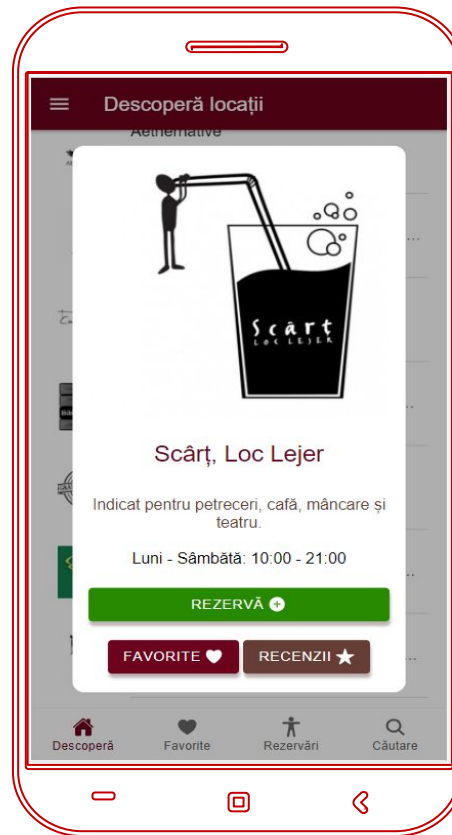 Descoperă locații
Aethernative
Scârț
LOC LEJER
Scârț, Loc Lejer
Indicat pentru petreceri, cafă, mâncare și
teatru.
Luni - Sâmbătă: 10:00 - 21:00
REZERVĂ
FAVORITE
RECENZII
Descoperă
Favorite
Rezervări
Căutare